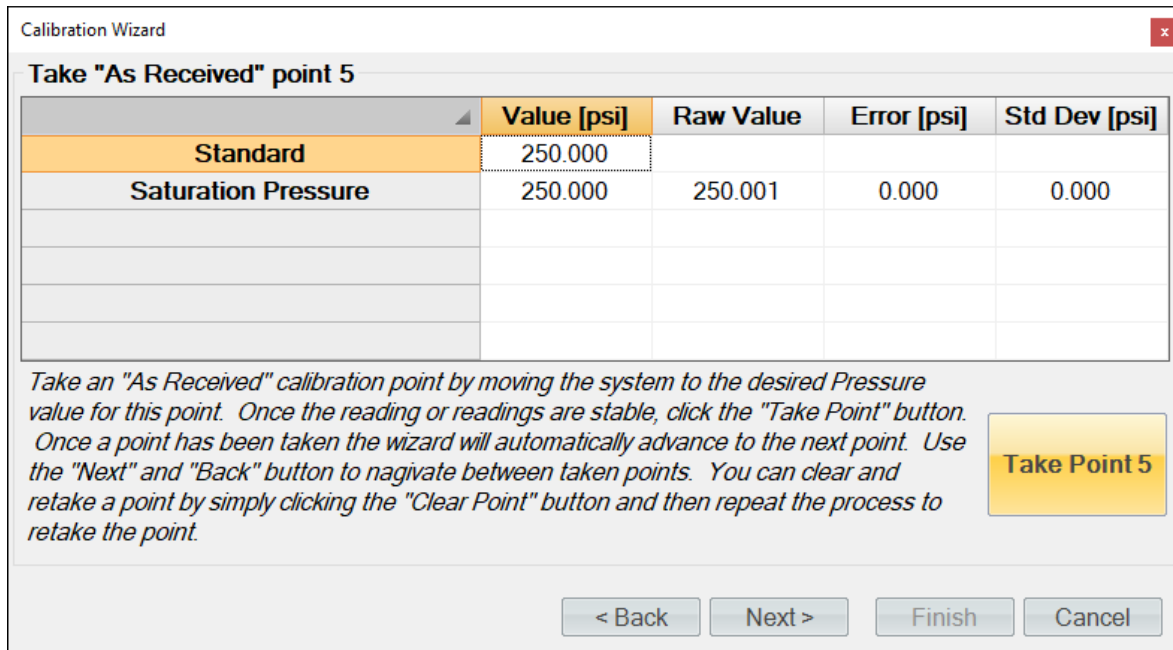 Calibration Wizard
x
Take "As Received" point 5
Value [psi] Raw Value Error [psi] Std Dev [psi]
Standard 250.000
Saturation Pressure 250.000 250.001 0.000 0.000
Take an "As Received" calibration point by moving the system to the desired Pressure
value for this point. Once the reading or readings are stable, click the "Take Point" button.
Once a point has been taken the wizard will automatically advance to the next point. Use
the "Next" and "Back" button to nagivate between taken points. You can clear and
retake a point by simply clicking the "Clear Point" button and then repeat the process to
retake the point.
Take Point 5
< Back Next > Finish Cancel